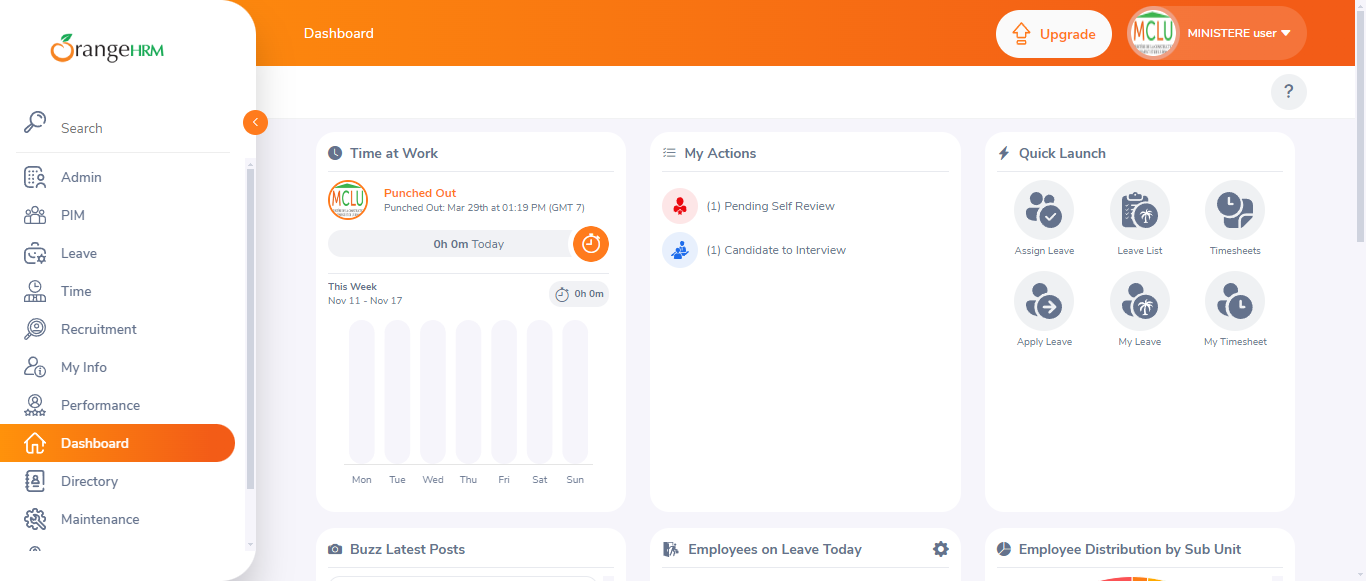 OrangeHRM
Dashboard
Upgrade
MCLU
MINISTERE user
?
Search
Admin
PIM
Leave
Time
Recruitment
My Info
Performance
Dashboard
Directory
Maintenance
Time at Work
MCLU
Punched Out
Punched Out: Mar 29th at 01:19 PM (GMT 7)
0h 0m Today
This Week
Nov 11 - Nov 17
0h 0m
Mon Tue Wed Thu Fri Sat Sun
My Actions
(1) Pending Self Review
(1) Candidate to Interview
Quick Launch
Assign Leave
Leave List
Timesheets
Apply Leave
My Leave
My Timesheet
Buzz Latest Posts
Employees on Leave Today
Employee Distribution by Sub Unit